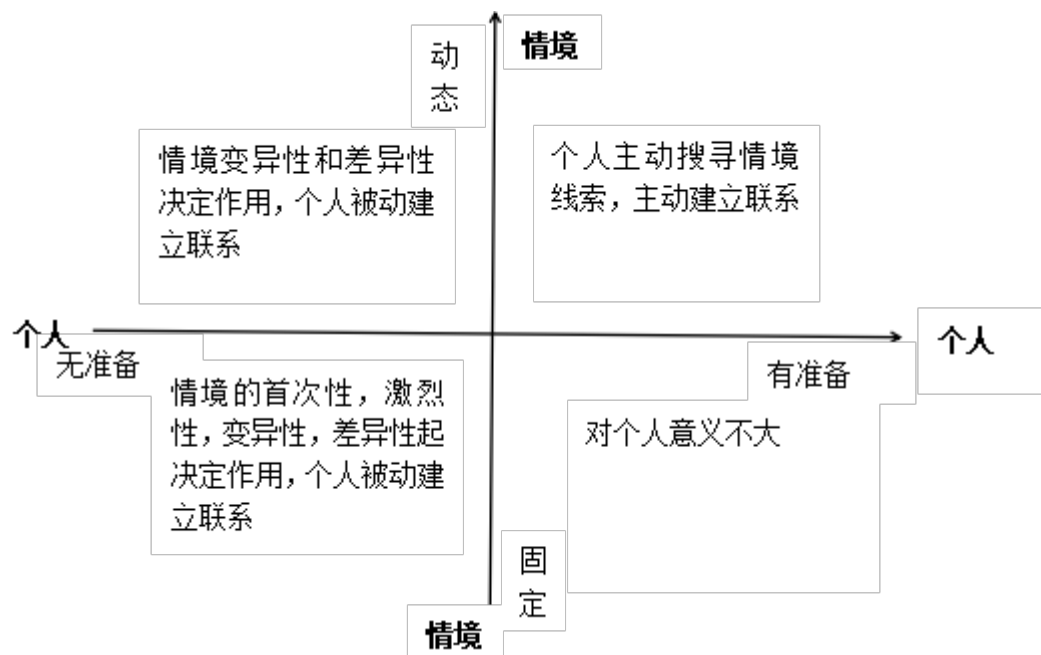 动
态
情境
情境变异性和差异性
决定作用，个人被动建
立联系
个人主动搜寻情境
线索，主动建立联系
个人
无准备
个人
有准备
情境的首次性，激烈
性，变异性，差异性起
决定作用，个人被动建
立联系
对个人意义不大
固
定
情境